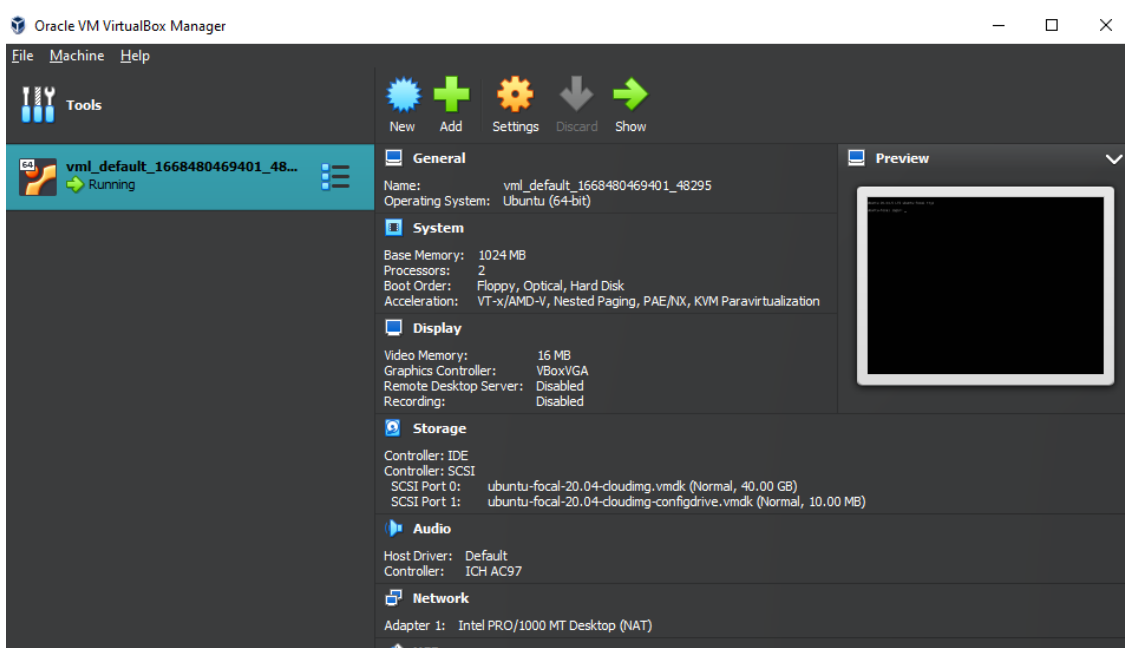 Oracle VM VirtualBox Manager
File Machine Help
Tools
New Add Settings Discard Show
64
vml_default_1668480469401_48...
Running
General
Name: vml_default_1668480469401_48295
Operating System: Ubuntu (64-bit)
Preview
System
Base Memory: 1024 MB
Processors: 2
Boot Order: Floppy, Optical, Hard Disk
Acceleration: VT-x/AMD-V, Nested Paging, PAE/NX, KVM Paravirtualization
Display
Video Memory: 16 MB
Graphics Controller: VBoxVGA
Remote Desktop Server: Disabled
Recording: Disabled
Storage
Controller: IDE
Controller: SCSI
SCSI Port 0: ubuntu-focal-20.04-cloudimg.vmdk (Normal, 40.00 GB)
SCSI Port 1: ubuntu-focal-20.04-cloudimg-configdrive.vmdk (Normal, 10.00 MB)
Audio
Host Driver: Default
Controller: ICH AC97
Network
Adapter 1: Intel PRO/1000 MT Desktop (NAT)